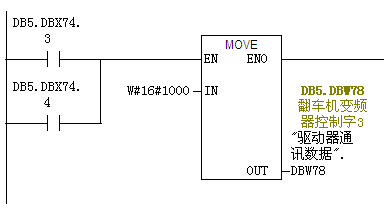 DB5.DBX74.
3
MOVE
EN ENO
DB5.DBX74.
4
W#16#1000 IN
DB5.DBW78
翻车机变频
器控制字3
"驱动器通
讯数据".
OUT DBW78